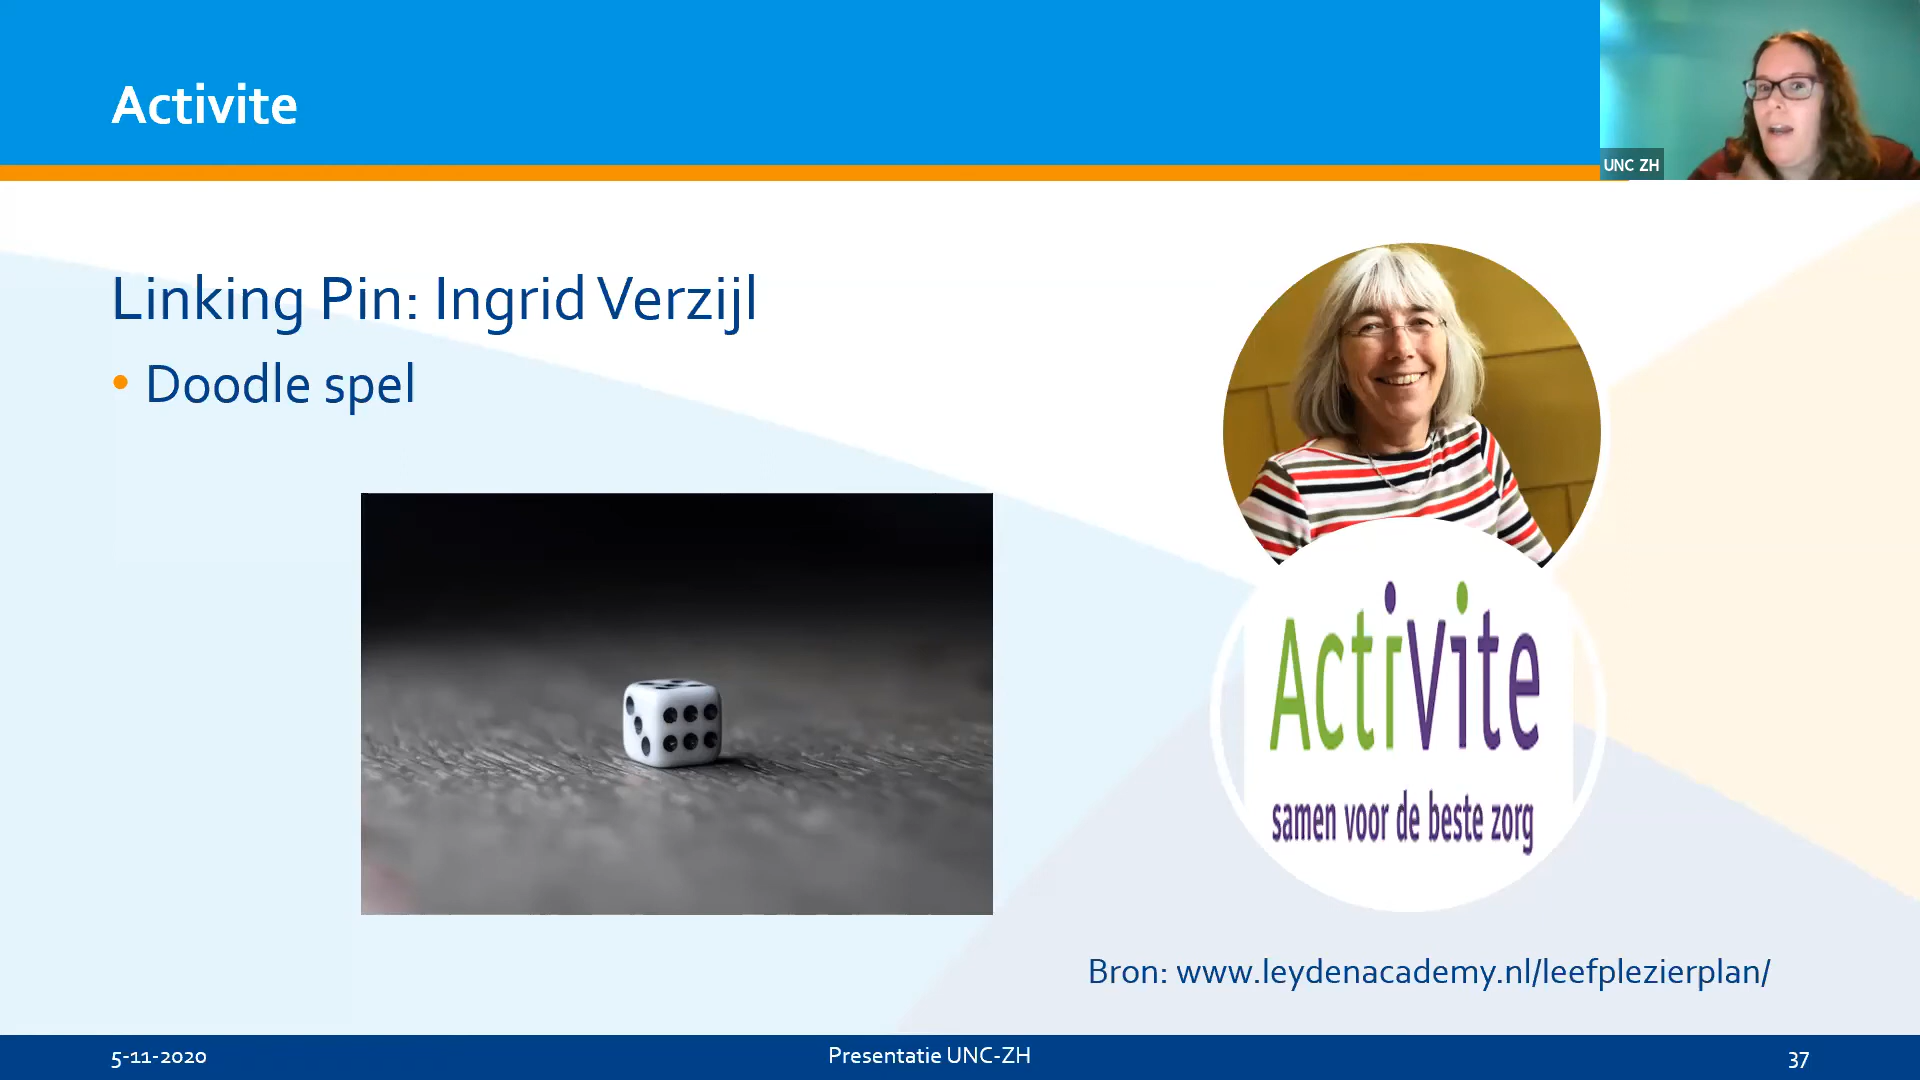 Activite
UNC ZH
Linking Pin: Ingrid Verzijl
• Doodle spel
ActiVite
samen voor de beste zorg
Bron: www.leydenacademy.nl/leefplezierplan/
5-11-2020
Presentatie UNC-ZH
37